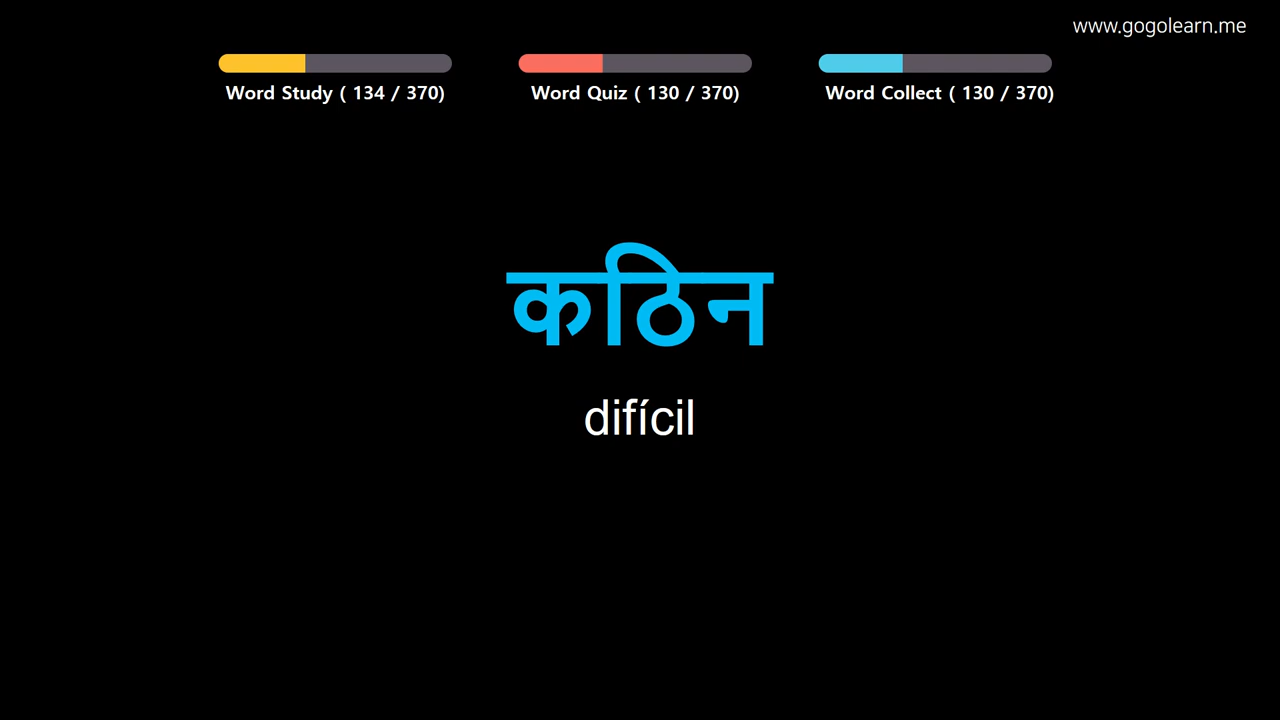 www.gogolearn.me
Word Study ( 134 / 370)
Word Quiz ( 130 / 370)
Word Collect ( 130 / 370)
कठिन
difícil